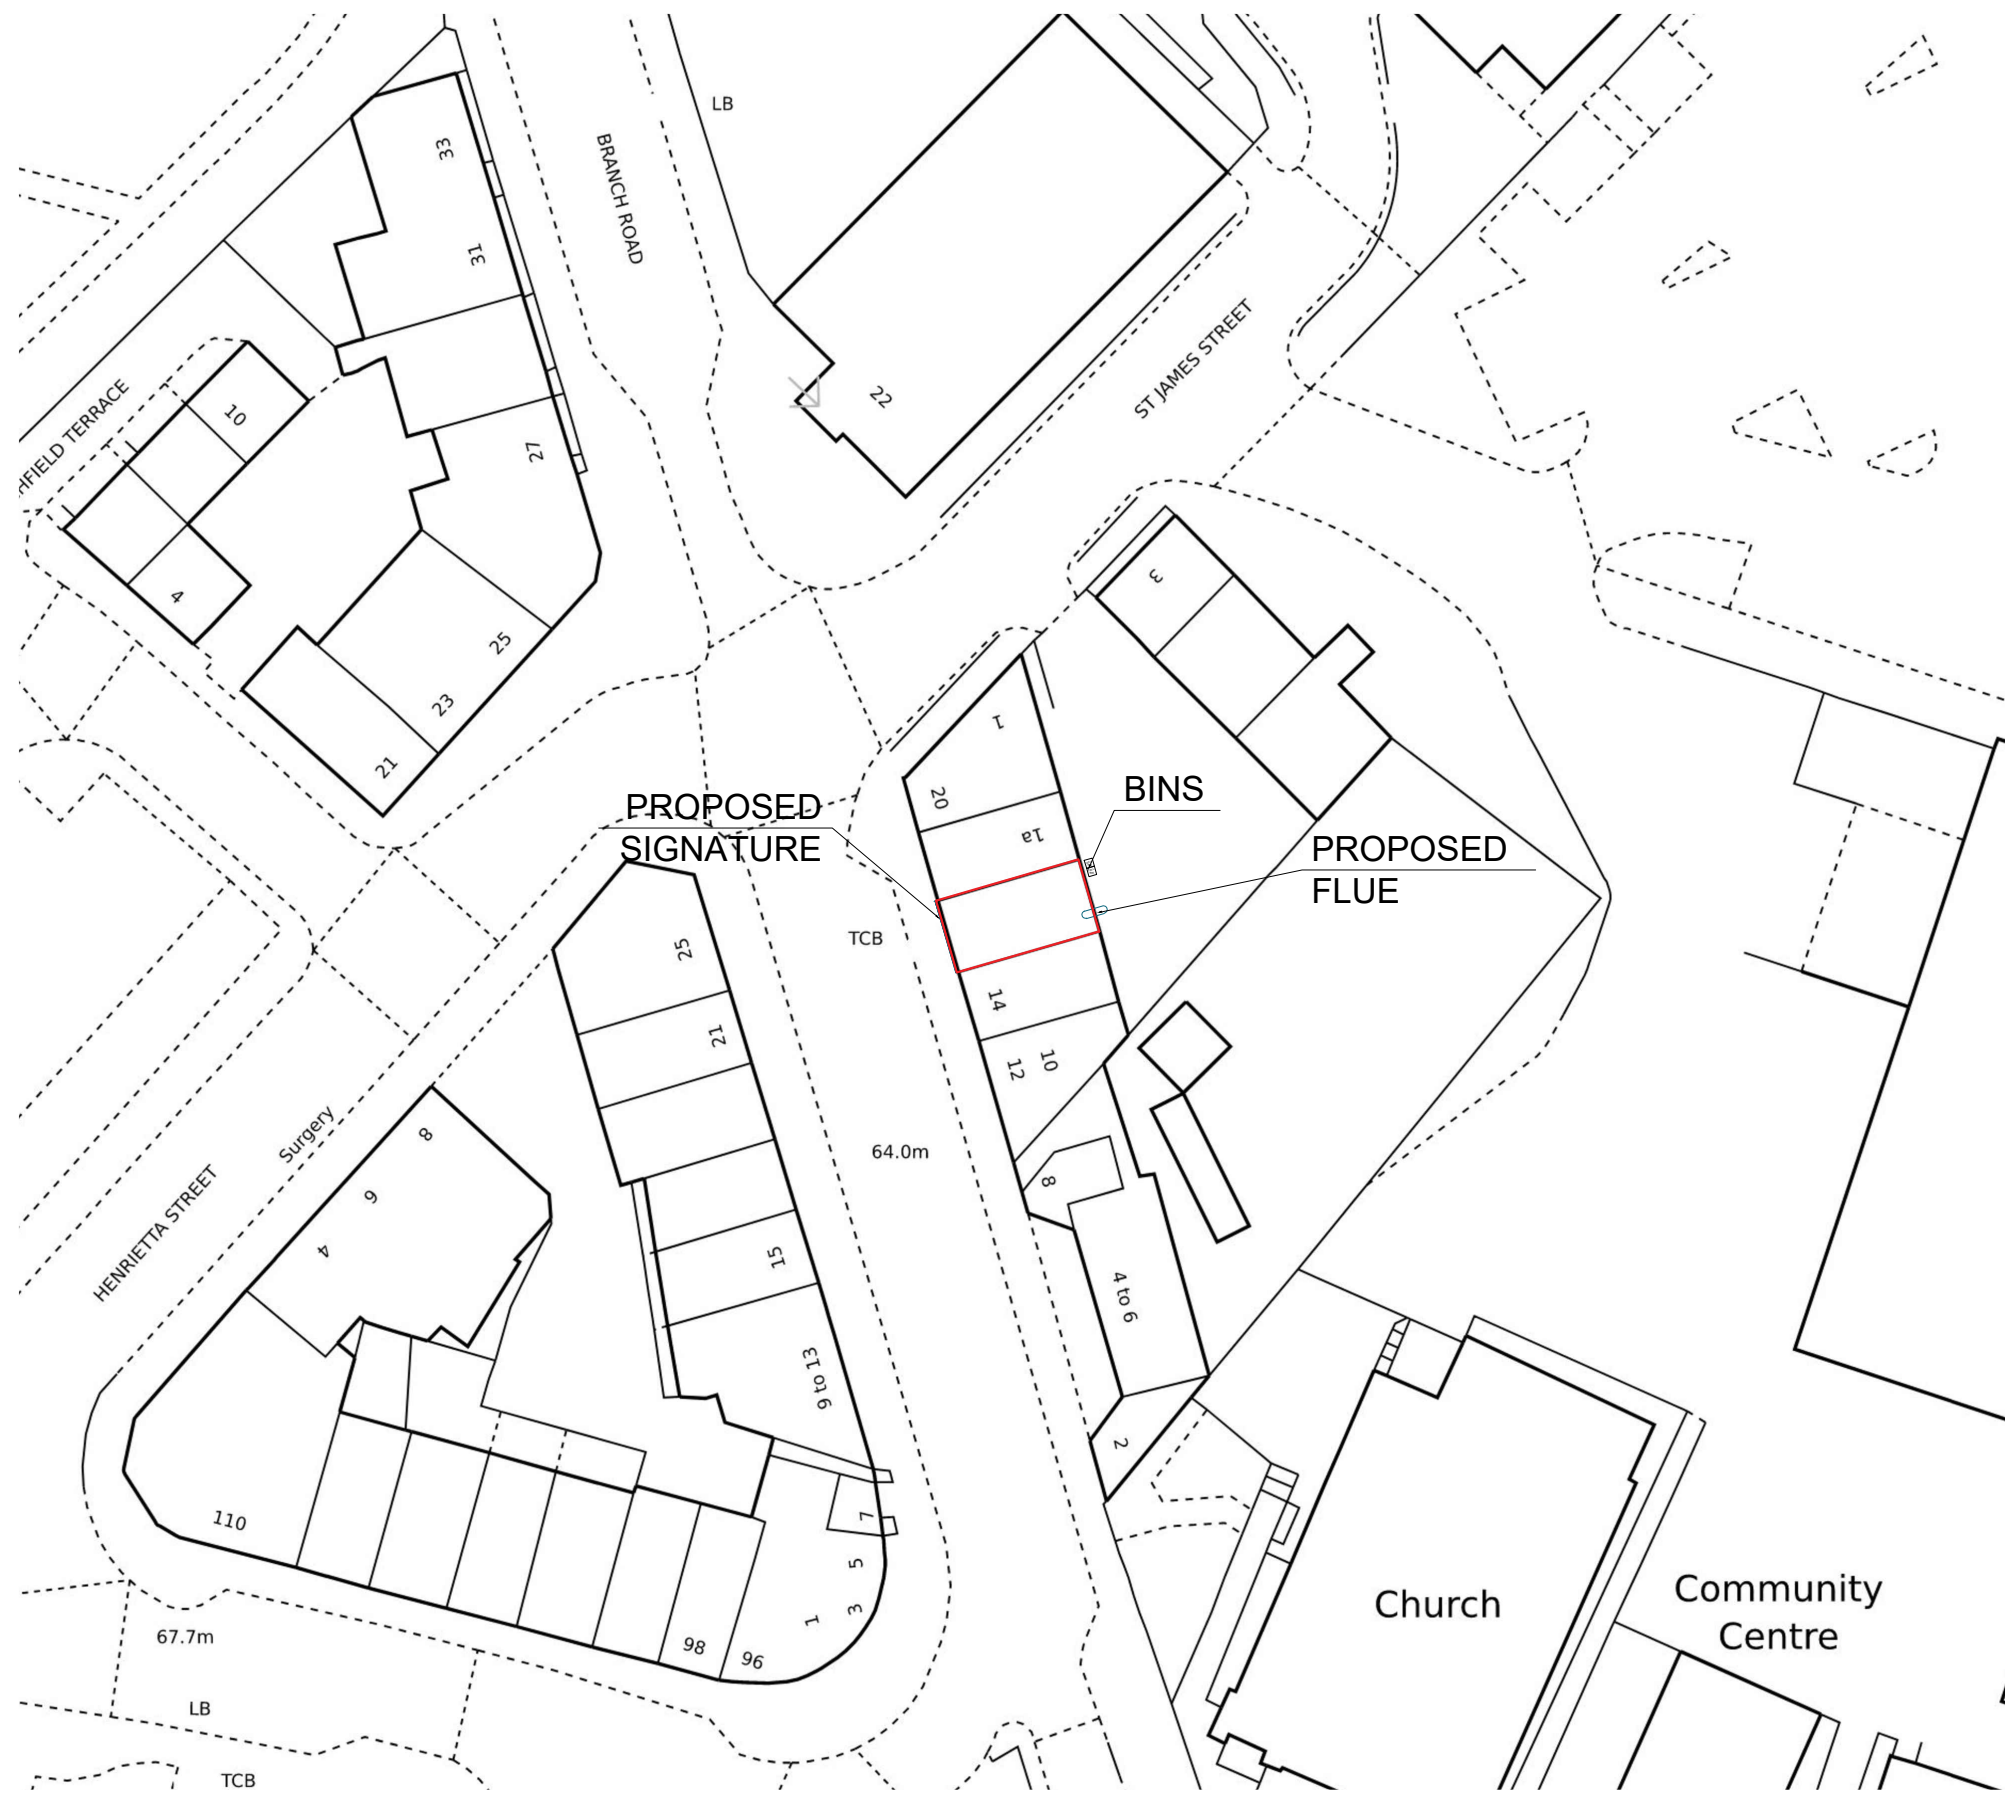 LB
33
BRANCH ROAD
31
ST JAMES STREET
22
HFIELD TERRACE
10
27
4
3
25
23
21
1
20
BINS
PROPOSED
SIGNATURE
1a
PROPOSED
FLUE
TCB
25
14
21
10
12
Surgery
8
64.0m
6
8
HENRIETTA STREET
4
15
4 to 6
9 to 13
2
110
7
5
3
1
Church
Community
Centre
67.7m
98
96
LB
TCB